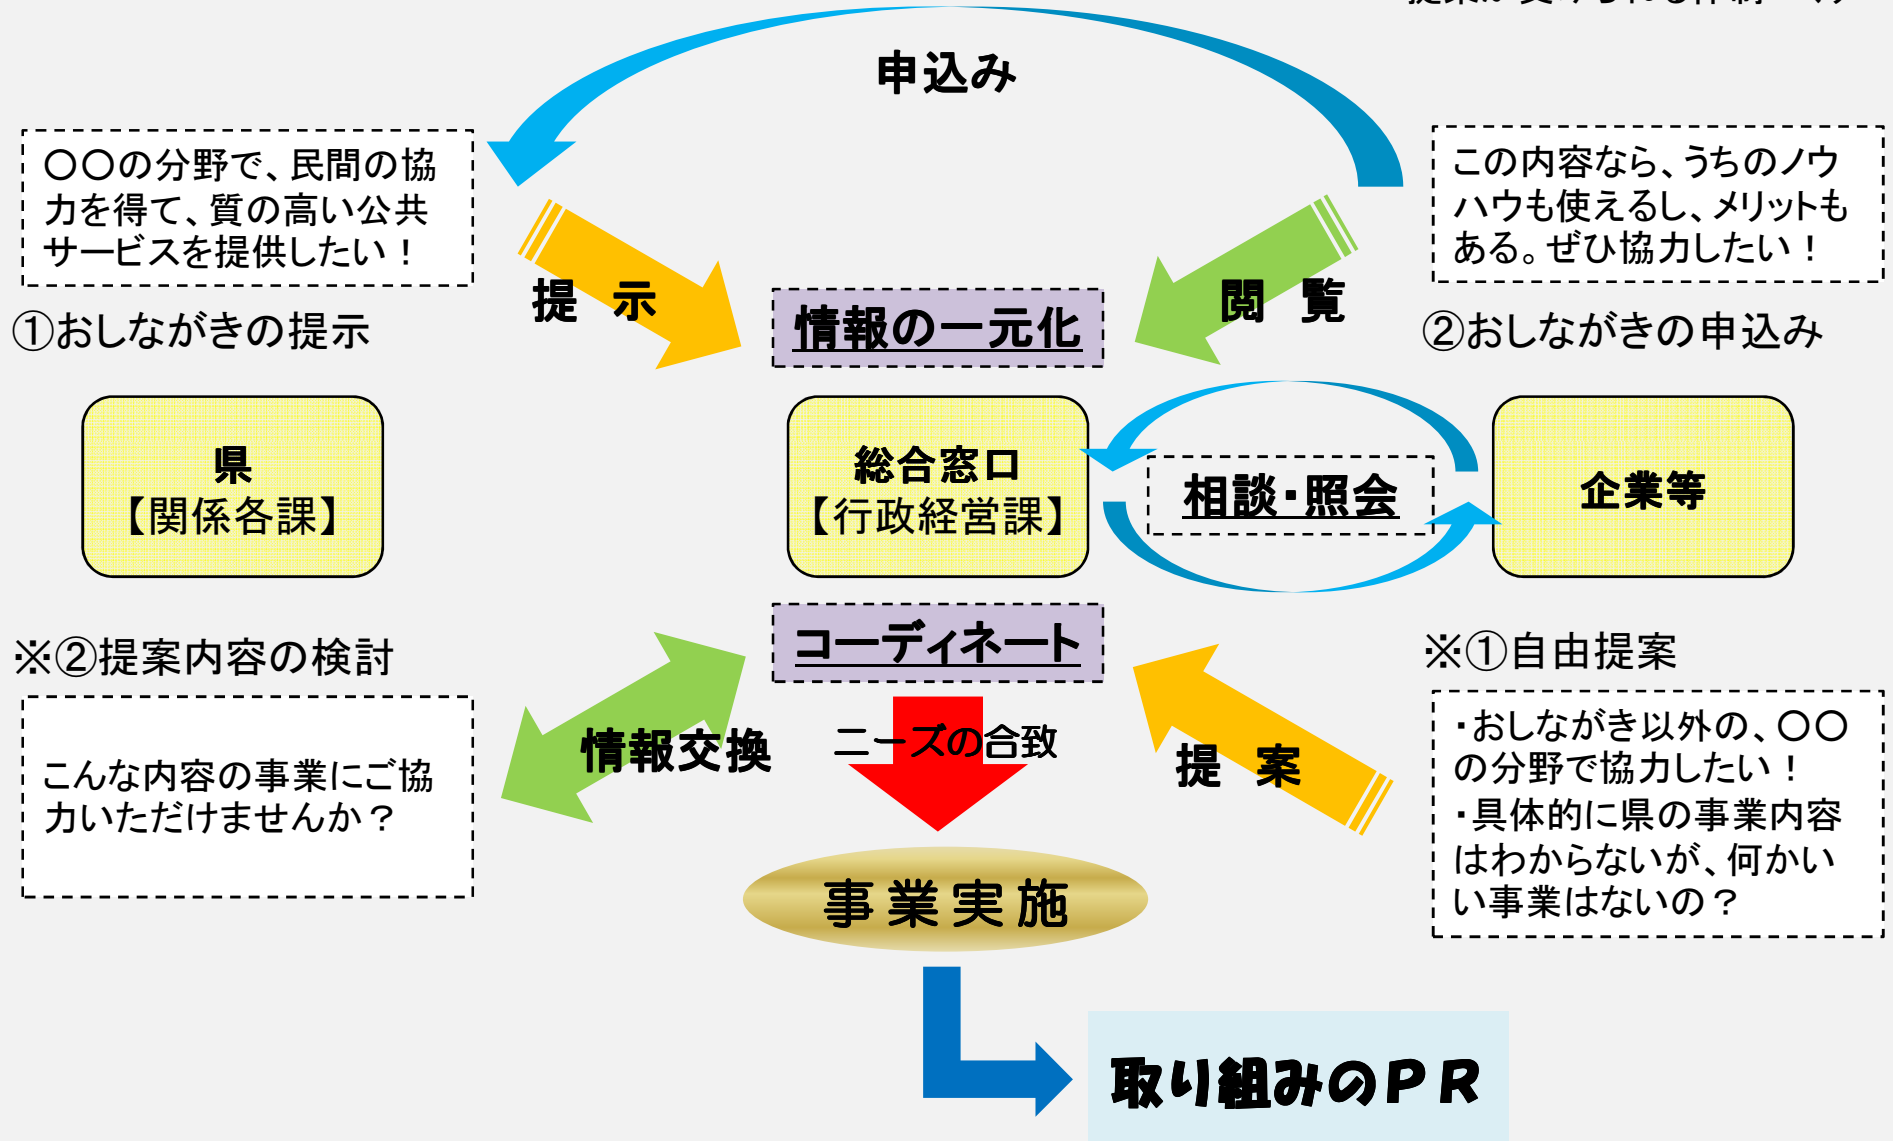 申込み
〇〇の分野で、民間の協
力を得て、質の高い公共
サービスを提供したい！
この内容なら、うちのノウ
ハウも使えるし、メリットも
ある。ぜひ協力したい！
提　示
情報の一元化
閲　覧
①おしながきの提示
②おしながきの申込み
県
【関係各課】
総合窓口
【行政経営課】
相談・照会
企業等
※②提案内容の検討
コーディネート
※①自由提案
こんな内容の事業にご協
力いただけませんか？
情報交換
ニーズの合致
提　案
・おしながき以外の、〇〇
の分野で協力したい！
・具体的に県の事業内容
はわからないが、何かい
い事業はないの？
事業実施
取り組みのＰＲ